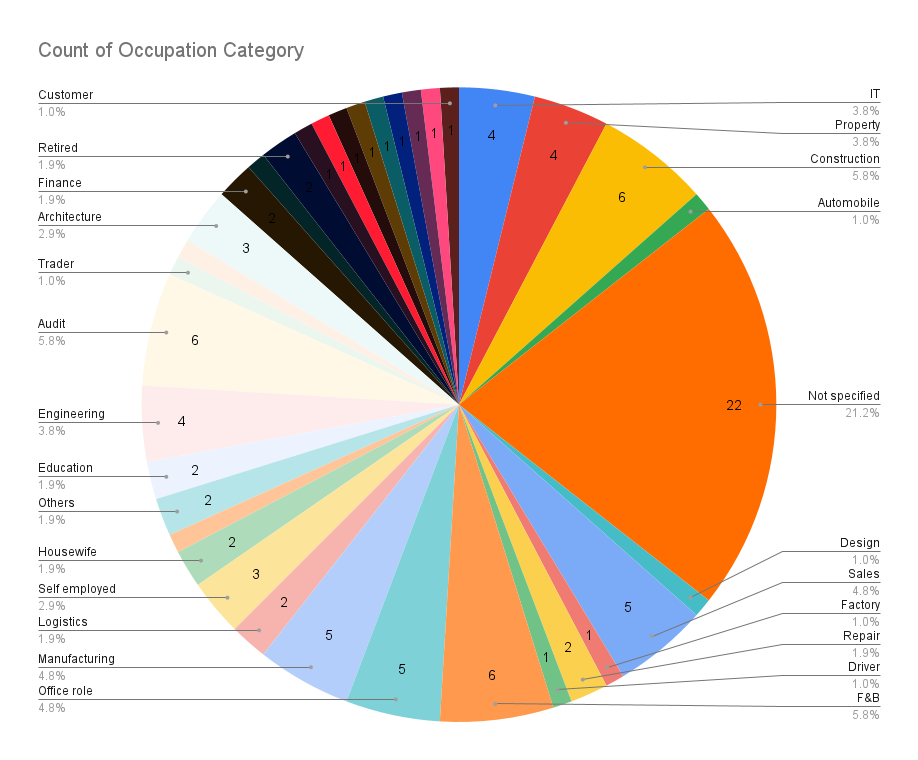 Count of Occupation Category
Customer
1.0%
Retired
1.9%
Finance
1.9%
Architecture
2.9%
Trader
1.0%
Audit
5.8%
Engineering
3.8%
Education
1.9%
Others
1.9%
Housewife
1.9%
Self employed
2.9%
Logistics
1.9%
Manufacturing
4.8%
Office role
4.8%
IT
3.8%
Property
3.8%
Construction
5.8%
Automobile
1.0%
Not specified
21.2%
Design
1.0%
Sales
4.8%
Factory
1.0%
Repair
1.9%
Driver
1.0%
F&B
5.8%
4
4
6
22
5
1
2
1
6
5
5
2
3
2
2
2
4
6
3
2
2
1
1
1
1
1
1
1
1
1